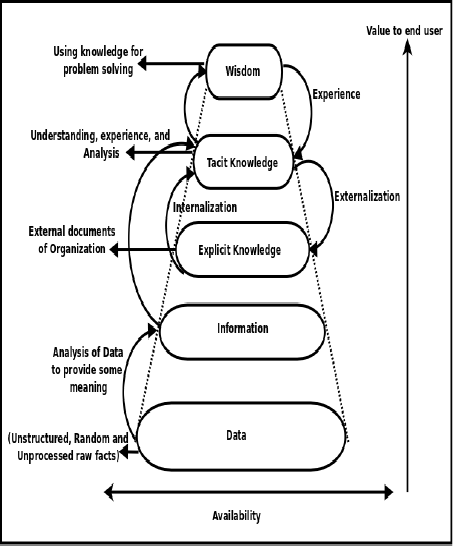 Value to end user
Using knowledge for
problem solving
Wisdom
Experience
Understanding, experience, and
Analysis
Tacit Knowledge
Externalization
Internalization
External documents
of Organization
Explicit Knowledge
Information
Analysis of Data
to provide some
meaning
(Unstructured, Random and
Unprocessed raw facts)
Data
Availability